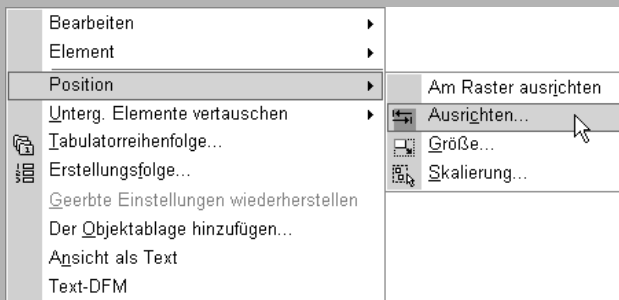 Bearbeiten
Element
Position
Unterg. Elemente vertauschen
Tabulatorreihenfolge...
Erstellungsfolge...
Geerbte Einstellungen wiederherstellen
Der Objektablage hinzufügen...
Ansicht als Text
Text-DFM
Am Raster ausrichten
Ausrichten...
Größe...
Skalierung...